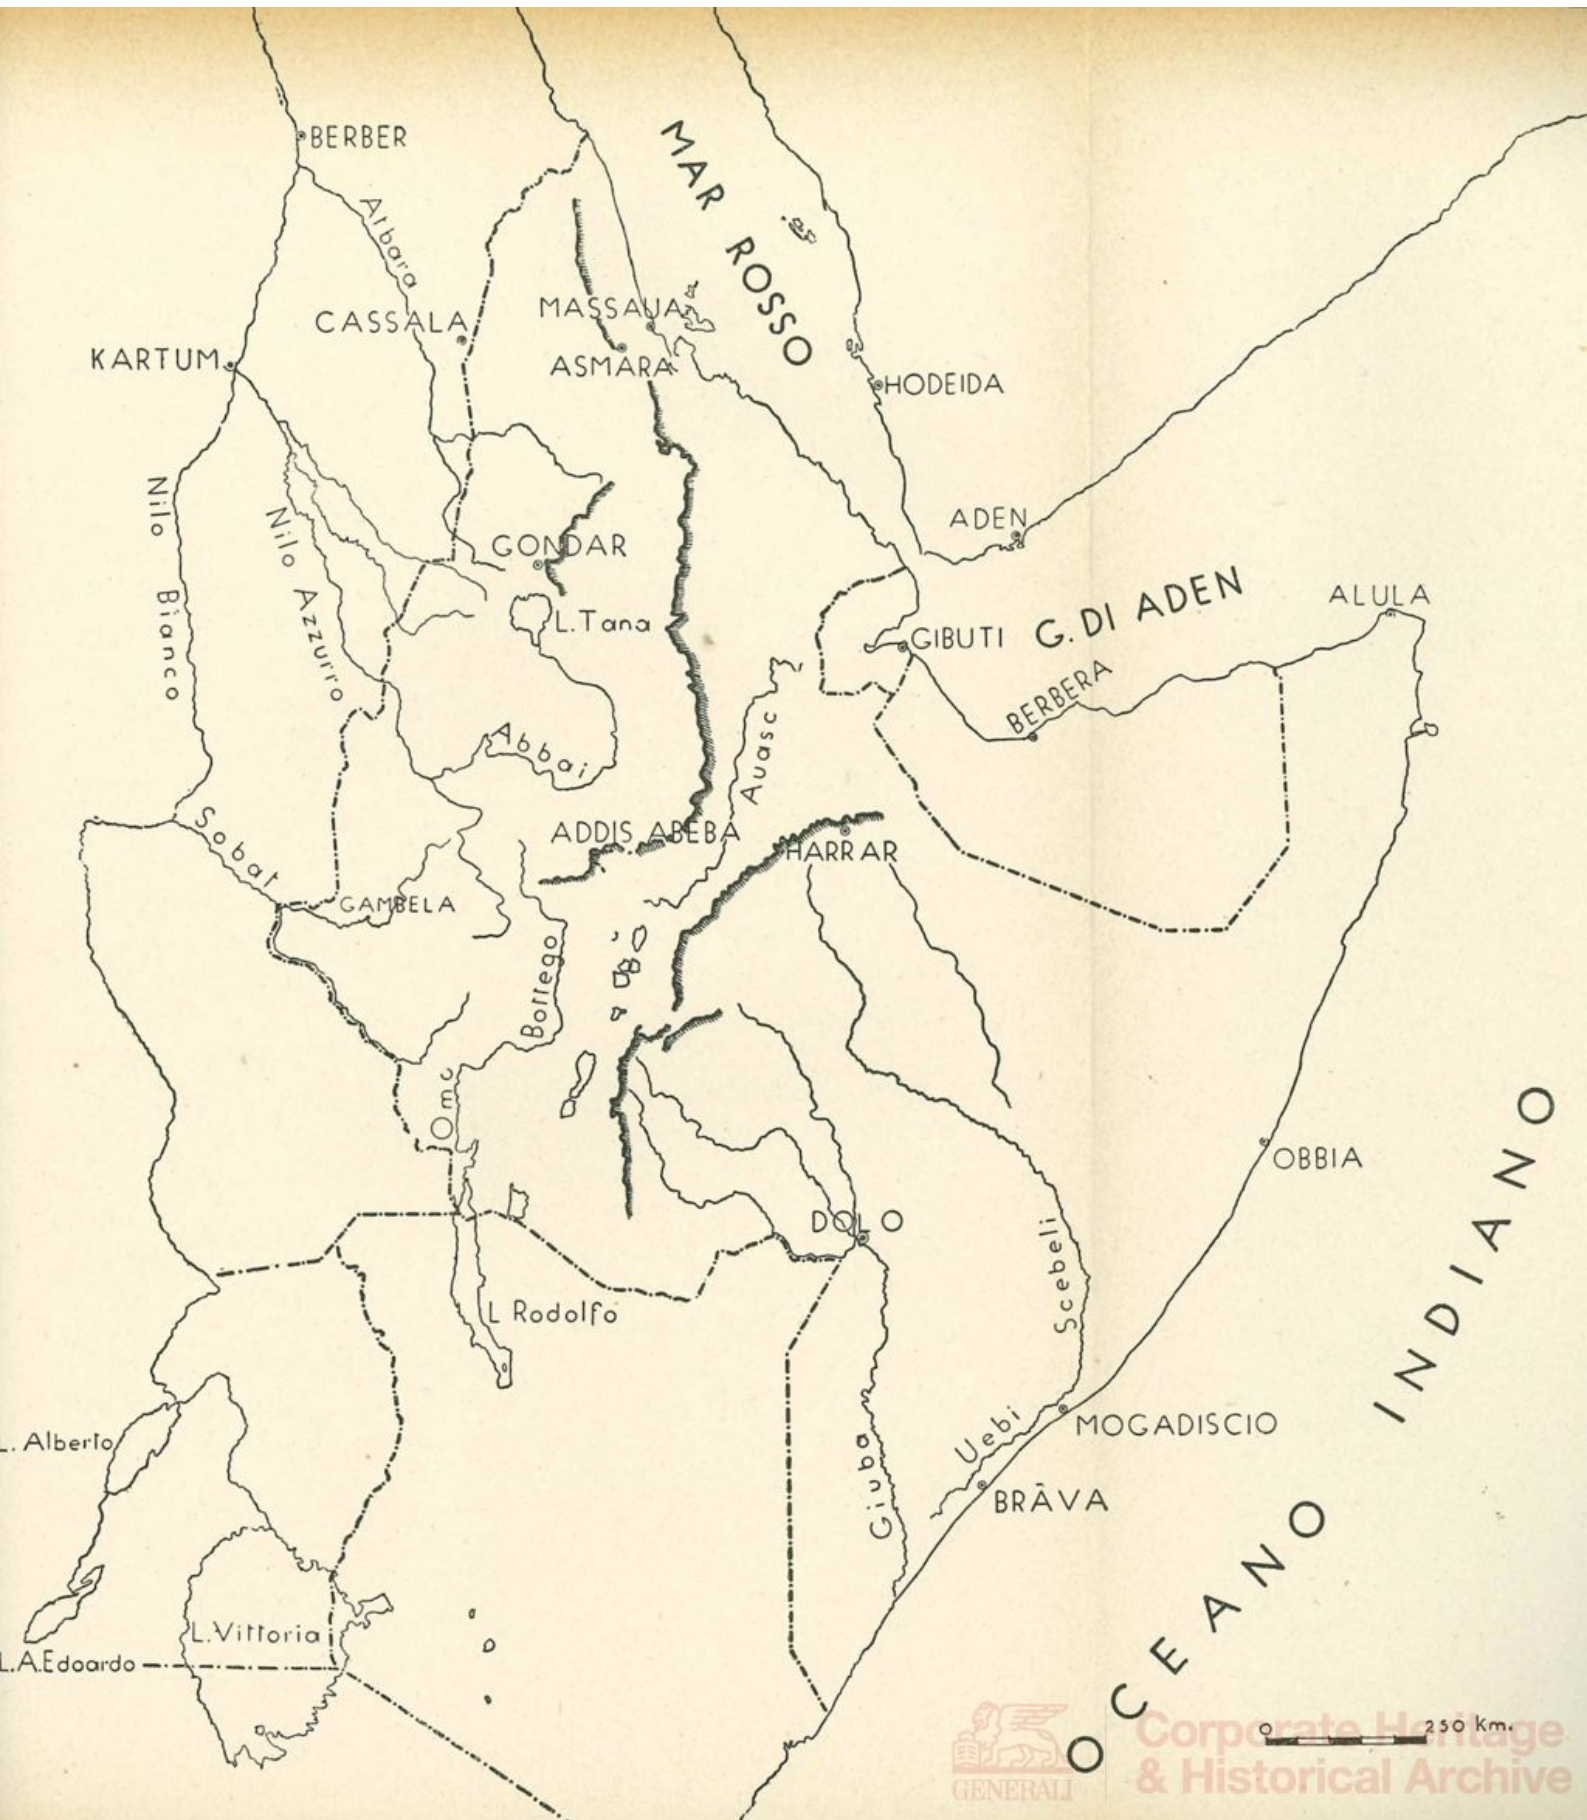 BERBER
MAR ROSSO
Atbara
MASSAUA
CASSALA
KARTUM
ASMARA
HODEIDA
Nilo Bianco
Nilo Azzurro
ADEN
GONDAR
G. DI ADEN
ALULA
L. Tana
GIBUTI
BERBERA
Abbai
Auasc
Sobat
ADDIS ABEBA
HARRAR
GAMBELA
Bottego
Omo
OBBIA
DOLO
Scebeli
L Rodolfo
OCEANO INDIANO
L. Alberto
Uebi
MOGADISCIO
Giuba
BRĀVA
L. Vittoria
L.A.Edoardo
0 250 km.
GENERALI
Corporate Heritage
& Historical Archive